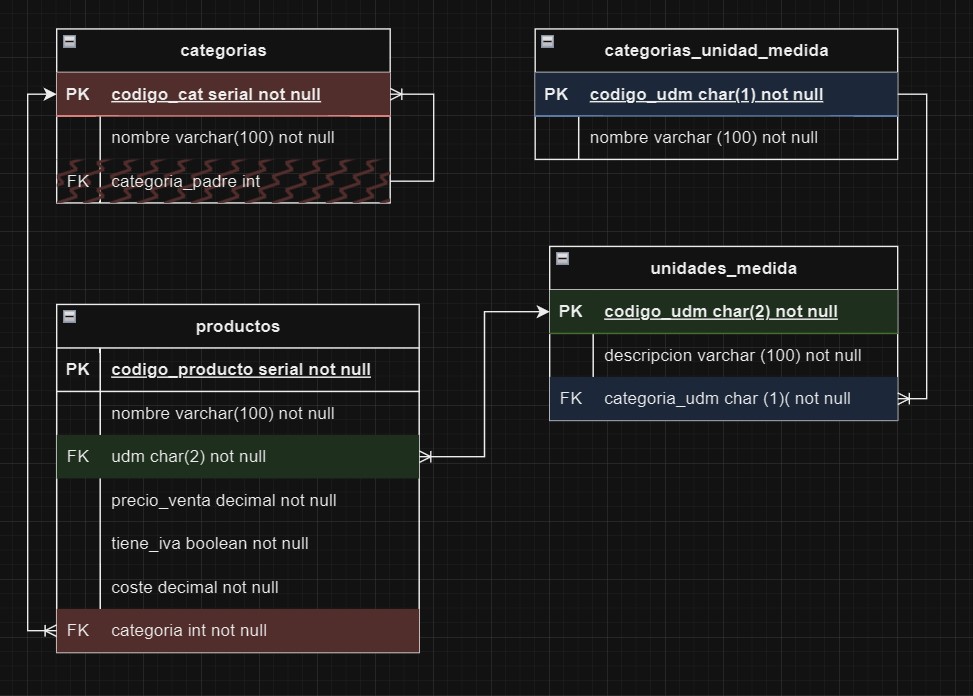 categorias
PK codigo_cat serial not null
nombre varchar(100) not null
FK categoria_padre int
categorias_unidad_medida
PK codigo_udm char(1) not null
nombre varchar (100) not null
unidades_medida
PK codigo_udm char(2) not null
descripcion varchar (100) not null
FK categoria_udm char (1)( not null
productos
PK codigo_producto serial not null
nombre varchar(100) not null
FK udm char(2) not null
precio_venta decimal not null
tiene_iva boolean not null
coste decimal not null
FK categoria int not null